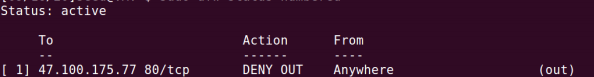 Status: active
To Action From
-- ------ ----
[ 1] 47.100.175.77 80/tcp DENY OUT Anywhere (out)